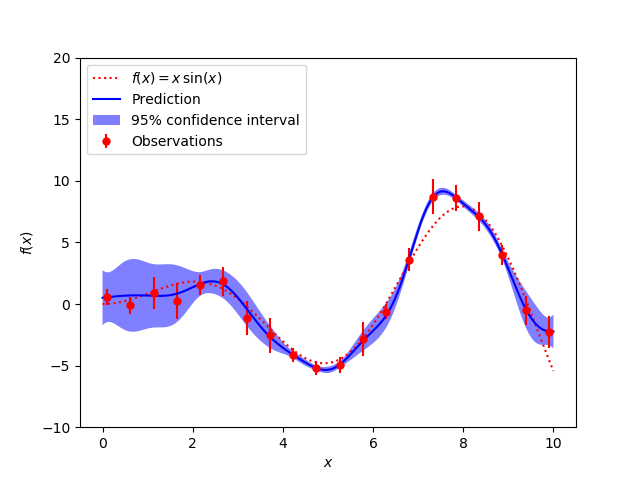 20
15
10
5
0
−5
−10
f(x)
f(x) = x sin(x)
Prediction
95% confidence interval
Observations
0 2 4 6 8 10
x